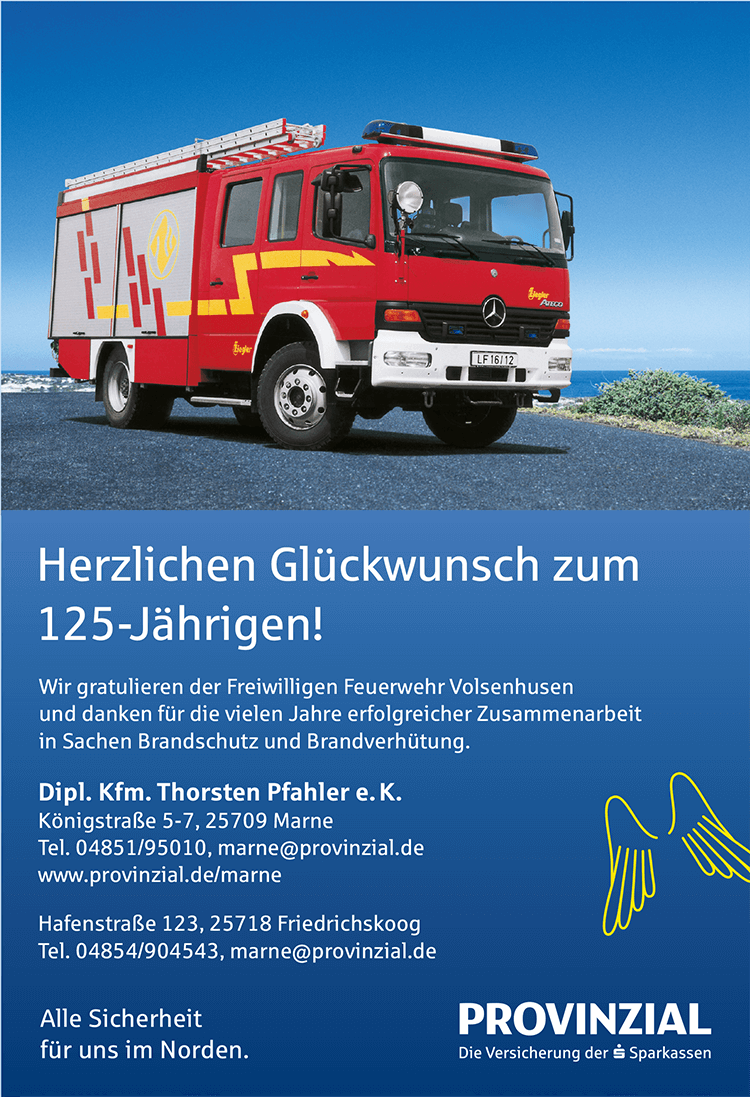 Ziegler
Ziegler
Atego
LF 16/12
Herzlichen Glückwunsch zum
125-Jährigen!
Wir gratulieren der Freiwilligen Feuerwehr Volsenhusen
und danken für die vielen Jahre erfolgreicher Zusammenarbeit
in Sachen Brandschutz und Brandverhütung.
Dipl. Kfm. Thorsten Pfahler e. K.
Königstraße 5-7, 25709 Marne
Tel. 04851/95010, marne@provinzial.de
www.provinzial.de/marne
Hafenstraße 123, 25718 Friedrichskoog
Tel. 04854/904543, marne@provinzial.de
Alle Sicherheit
für uns im Norden.
PROVINZIAL
Die Versicherung der Sparkassen